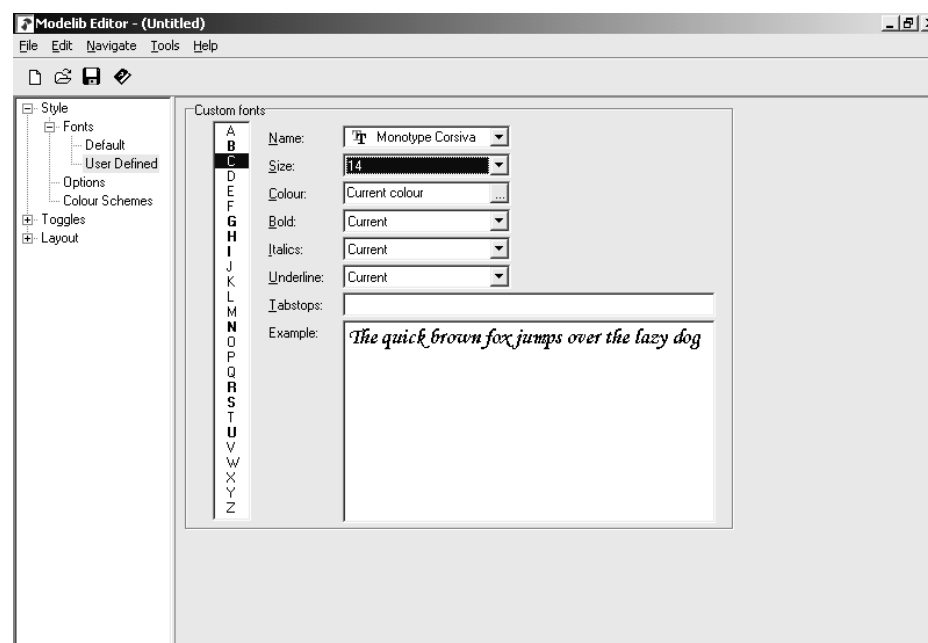 Modelib Editor - (Untitled)
File Edit Navigate Tools Help
Style
Fonts
Default
User Defined
Options
Colour Schemes
Toggles
Layout
Custom fonts
A
B
C
D
E
F
G
H
I
J
K
L
M
N
O
P
Q
R
S
T
U
V
W
X
Y
Z
Name: Monotype Corsiva
Size: 14
Colour: Current colour ...
Bold: Current
Italics: Current
Underline: Current
Tabstops:
Example: The quick brown fox jumps over the lazy dog